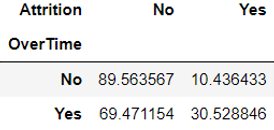 Attrition No Yes
OverTime
No 89.563567 10.436433
Yes 69.471154 30.528846